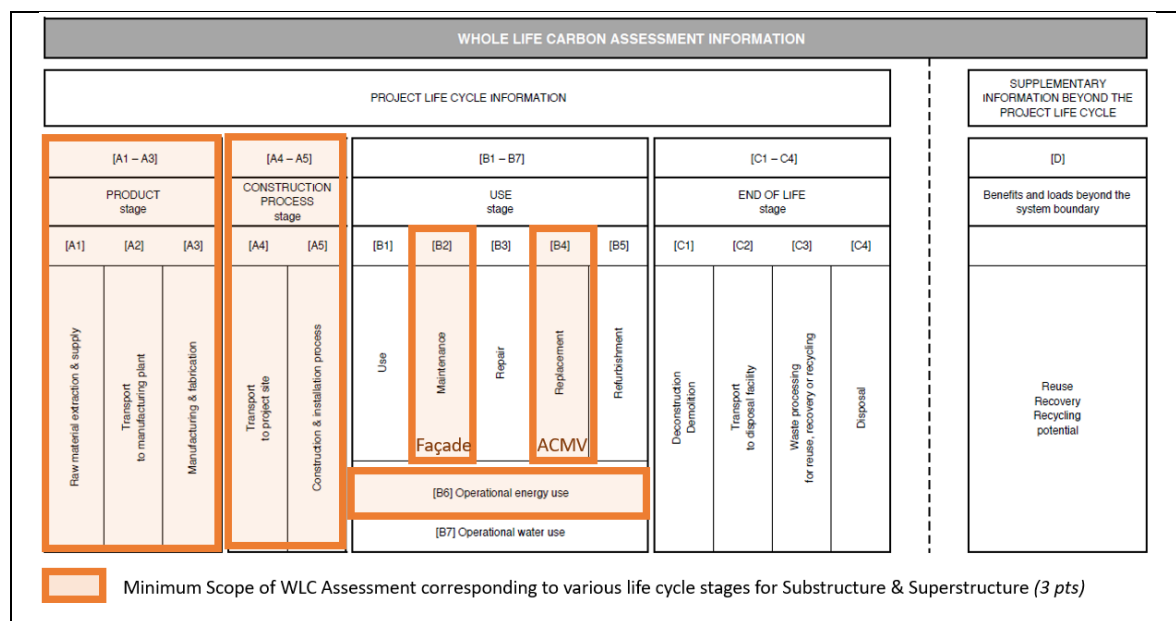 WHOLE LIFE CARBON ASSESSMENT INFORMATION
PROJECT LIFE CYCLE INFORMATION
SUPPLEMENTARY
INFORMATION BEYOND THE
PROJECT LIFE CYCLE
[A1 – A3]
PRODUCT
stage
[A4 – A5]
CONSTRUCTION
PROCESS
stage
[B1 – B7]
USE
stage
[C1 – C4]
END OF LIFE
stage
[D]
Benefits and loads beyond the
system boundary
[A1]
[A2]
[A3]
[A4]
[A5]
[B1]
[B2]
[B3]
[B4]
[B5]
[C1]
[C2]
[C3]
[C4]
Raw material extraction & supply
Transport
to manufacturing plant
Manufacturing & fabrication
Transport
to project site
Construction & installation process
Use
Maintenance
Façade
Repair
Replacement
ACMV
Refurbishment
[B6] Operational energy use
[B7] Operational water use
Deconstruction
Demolition
Transport
to disposal facility
Waste processing
for reuse, recovery or recycling
Disposal
Reuse
Recovery
Recycling
potential
Minimum Scope of WLC Assessment corresponding to various life cycle stages for Substructure & Superstructure (3 pts)